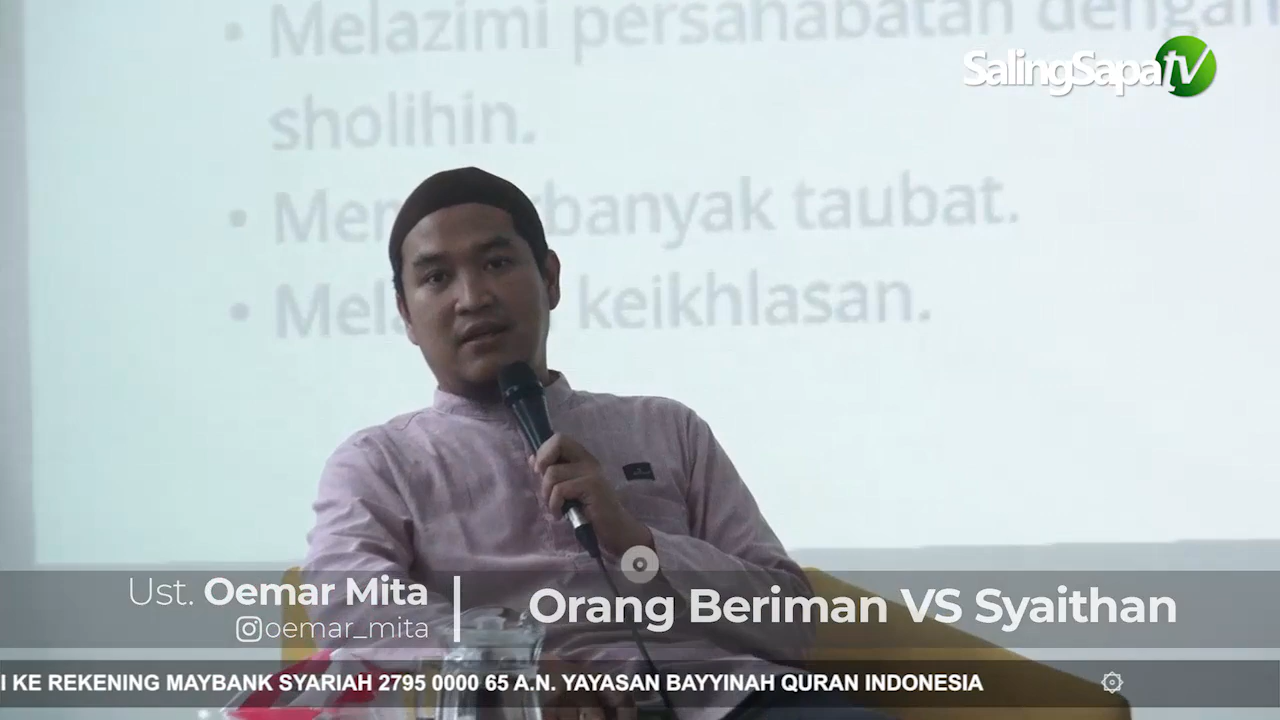 Melazimi persahabatan dengan
sholihin.
banyak taubat.
keikhlasan.
SalingSapa tv
Ust. Oemar Mita
oemar_mita
Orang Beriman VS Syaithan
I KE REKENING MAYBANK SYARIAH 2795 0000 65 A.N. YAYASAN BAYYINAH QURAN INDONESIA